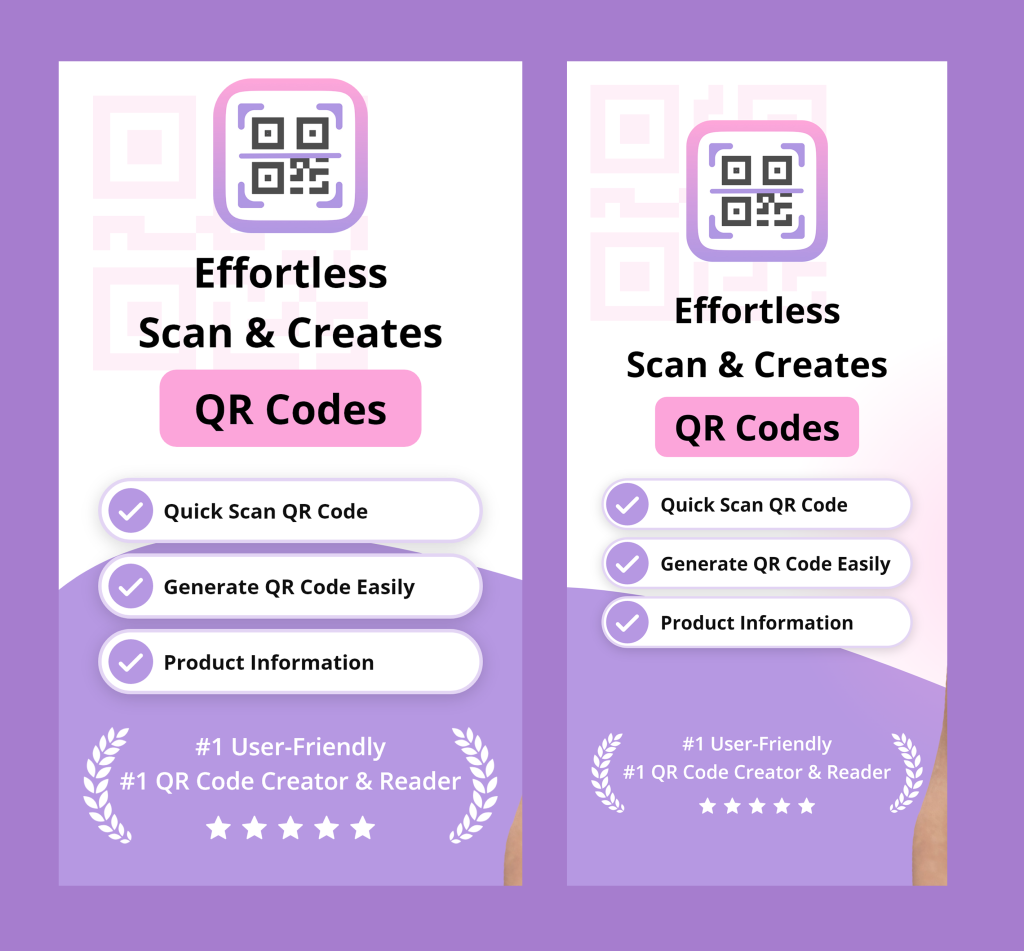 Effortless
Scan & Creates
QR Codes
Quick Scan QR Code
Generate QR Code Easily
Product Information
#1 User-Friendly
#1 QR Code Creator & Reader
Effortless
Scan & Creates
QR Codes
Quick Scan QR Code
Generate QR Code Easily
Product Information
#1 User-Friendly
#1 QR Code Creator & Reader